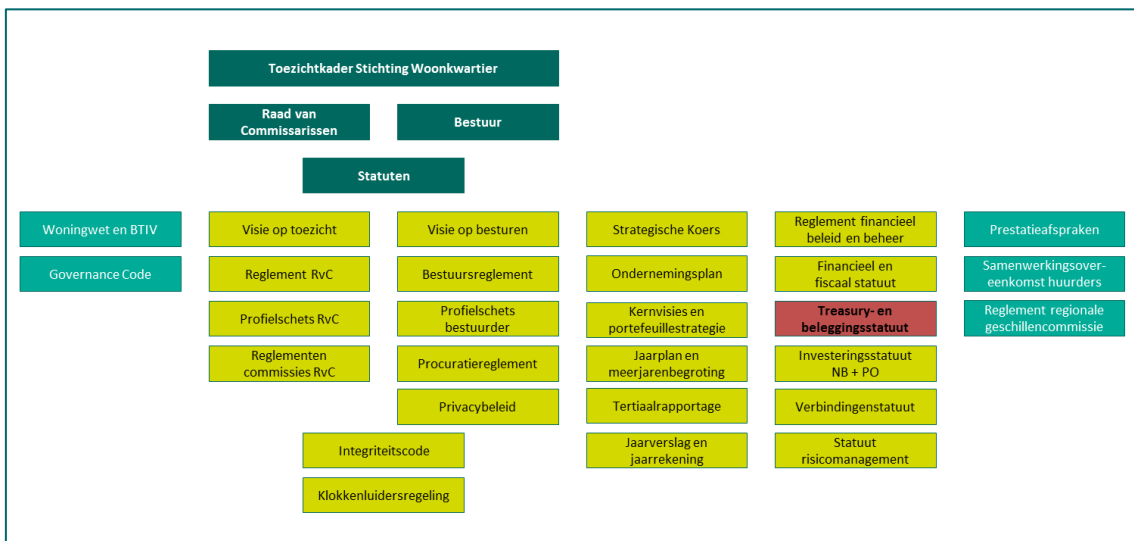 Toezichtkader Stichting Woonkwartier
Raad van
Commissarissen
Bestuur
Statuten
Woningwet en BTIV
Governance Code
Visie op toezicht
Reglement RvC
Profielschets RvC
Reglementen
commissies RvC
Visie op besturen
Bestuursreglement
Profielschets
bestuurder
Procuratiereglement
Privacybeleid
Integriteitscode
Klokkenluidersregeling
Strategische Koers
Ondernemingsplan
Kernvisies en
portefeuillestrategie
Jaarplan en
meerjarenbegroting
Tertiaalrapportage
Jaarverslag en
jaarrekening
Reglement financieel
beleid en beheer
Financieel en
fiscaal statuut
Treasury- en
beleggingsstatuut
Investeringsstatuut
NB + PO
Verbindingenstatuut
Statuut
risicomanagement
Prestatieafspraken
Samenwerkingsover-
eenkomst huurders
Reglement regionale
geschillencommissie